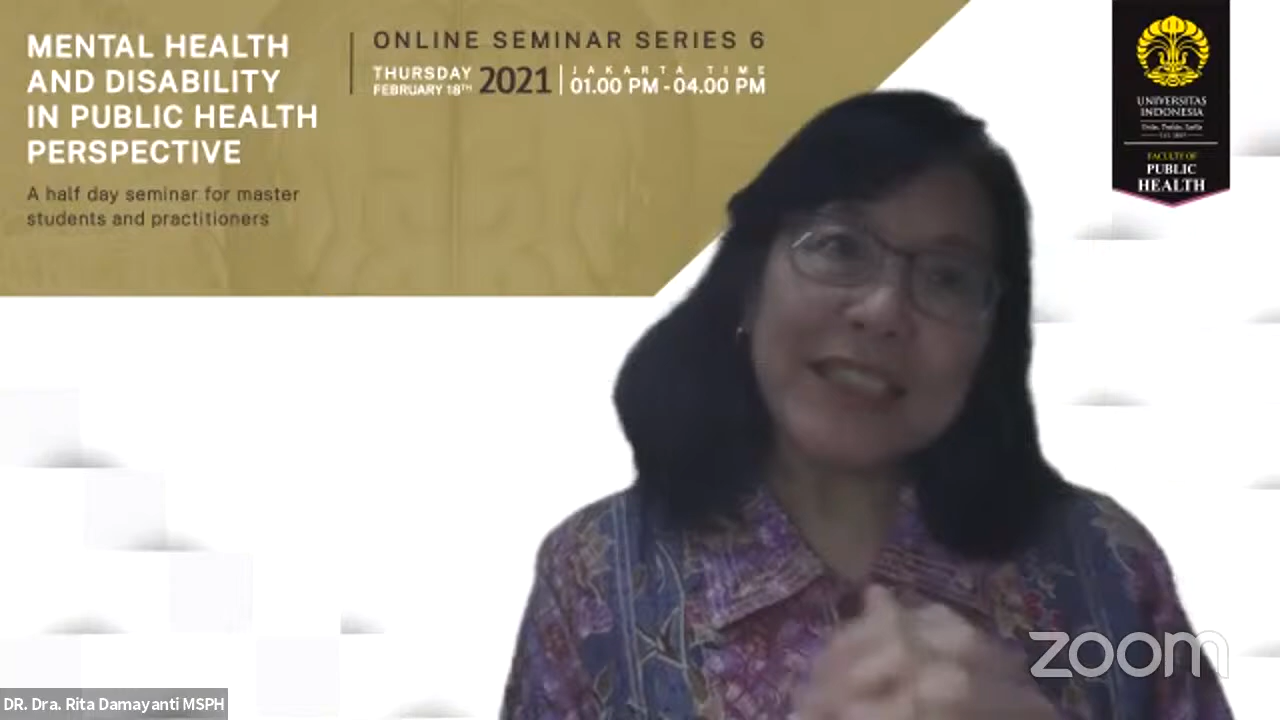 MENTAL HEALTH
AND DISABILITY
IN PUBLIC HEALTH
PERSPECTIVE
A half day seminar for master
students and practitioners
ONLINE SEMINAR SERIES 6
THURSDAY
FEBRUARY 18TH
2021
JAKARTA TIME
01.00 PM - 04.00 PM
UNIVERSITAS
INDONESIA
FACULTY OF
PUBLIC
HEALTH
zoom
DR. Dra. Rita Damayanti MSPH